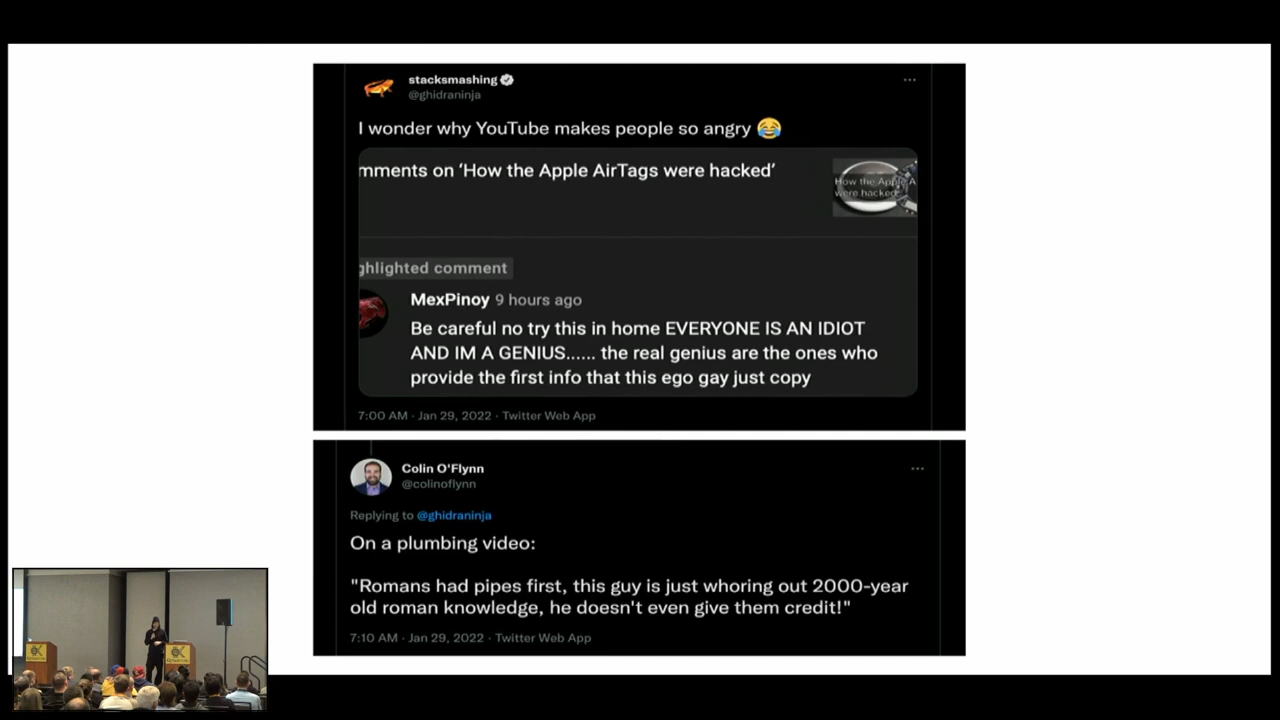 stacksmashing
@ghidraninja
I wonder why YouTube makes people so angry 😂
mments on ‘How the Apple AirTags were hacked’
How the Apple A
were hacked
ghlighted comment
MexPinoy 9 hours ago
Be careful no try this in home EVERYONE IS AN IDIOT
AND IM A GENIUS...... the real genius are the ones who
provide the first info that this ego gay just copy
7:00 AM · Jan 29, 2022 · Twitter Web App
Colin O'Flynn
@colinoflynn
Replying to @ghidraninja
On a plumbing video:
"Romans had pipes first, this guy is just whoring out 2000-year
old roman knowledge, he doesn't even give them credit!"
7:10 AM · Jan 29, 2022 · Twitter Web App